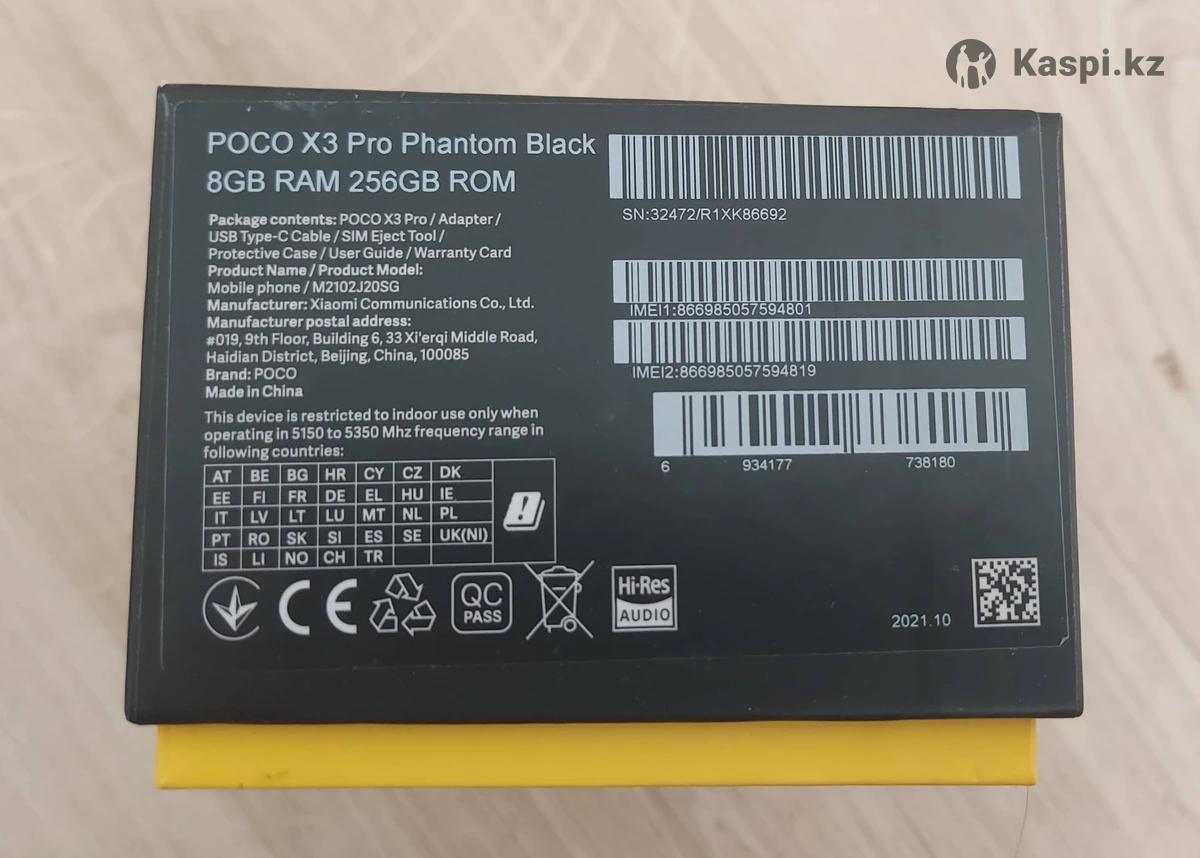 Kaspi.kz
POCO X3 Pro Phantom Black
8GB RAM 256GB ROM
Package contents: POCO X3 Pro / Adapter /
USB Type-C Cable / SIM Eject Tool /
Protective Case / User Guide / Warranty Card
Product Name / Product Model:
Mobile phone / M2102J20SG
Manufacturer: Xiaomi Communications Co., Ltd.
Manufacturer postal address:
#019, 9th Floor, Building 6, 33 Xi'erqi Middle Road,
Haidian District, Beijing, China, 100085
Brand: POCO
Made in China
This device is restricted to indoor use only when
operating in 5150 to 5350 Mhz frequency range in
following countries:
AT BE BG HR CY CZ DK
EE FI FR DE EL HU IE
IT LV LT LU MT NL PL
PT RO SK SI ES SE UK(NI)
IS LI NO CH TR
!
CE
QC
PASS
Hi-Res
AUDIO
SN:32472/R1XK86692
IMEI1:866985057594801
IMEI2:866985057594819
6 934177 738180
2021.10